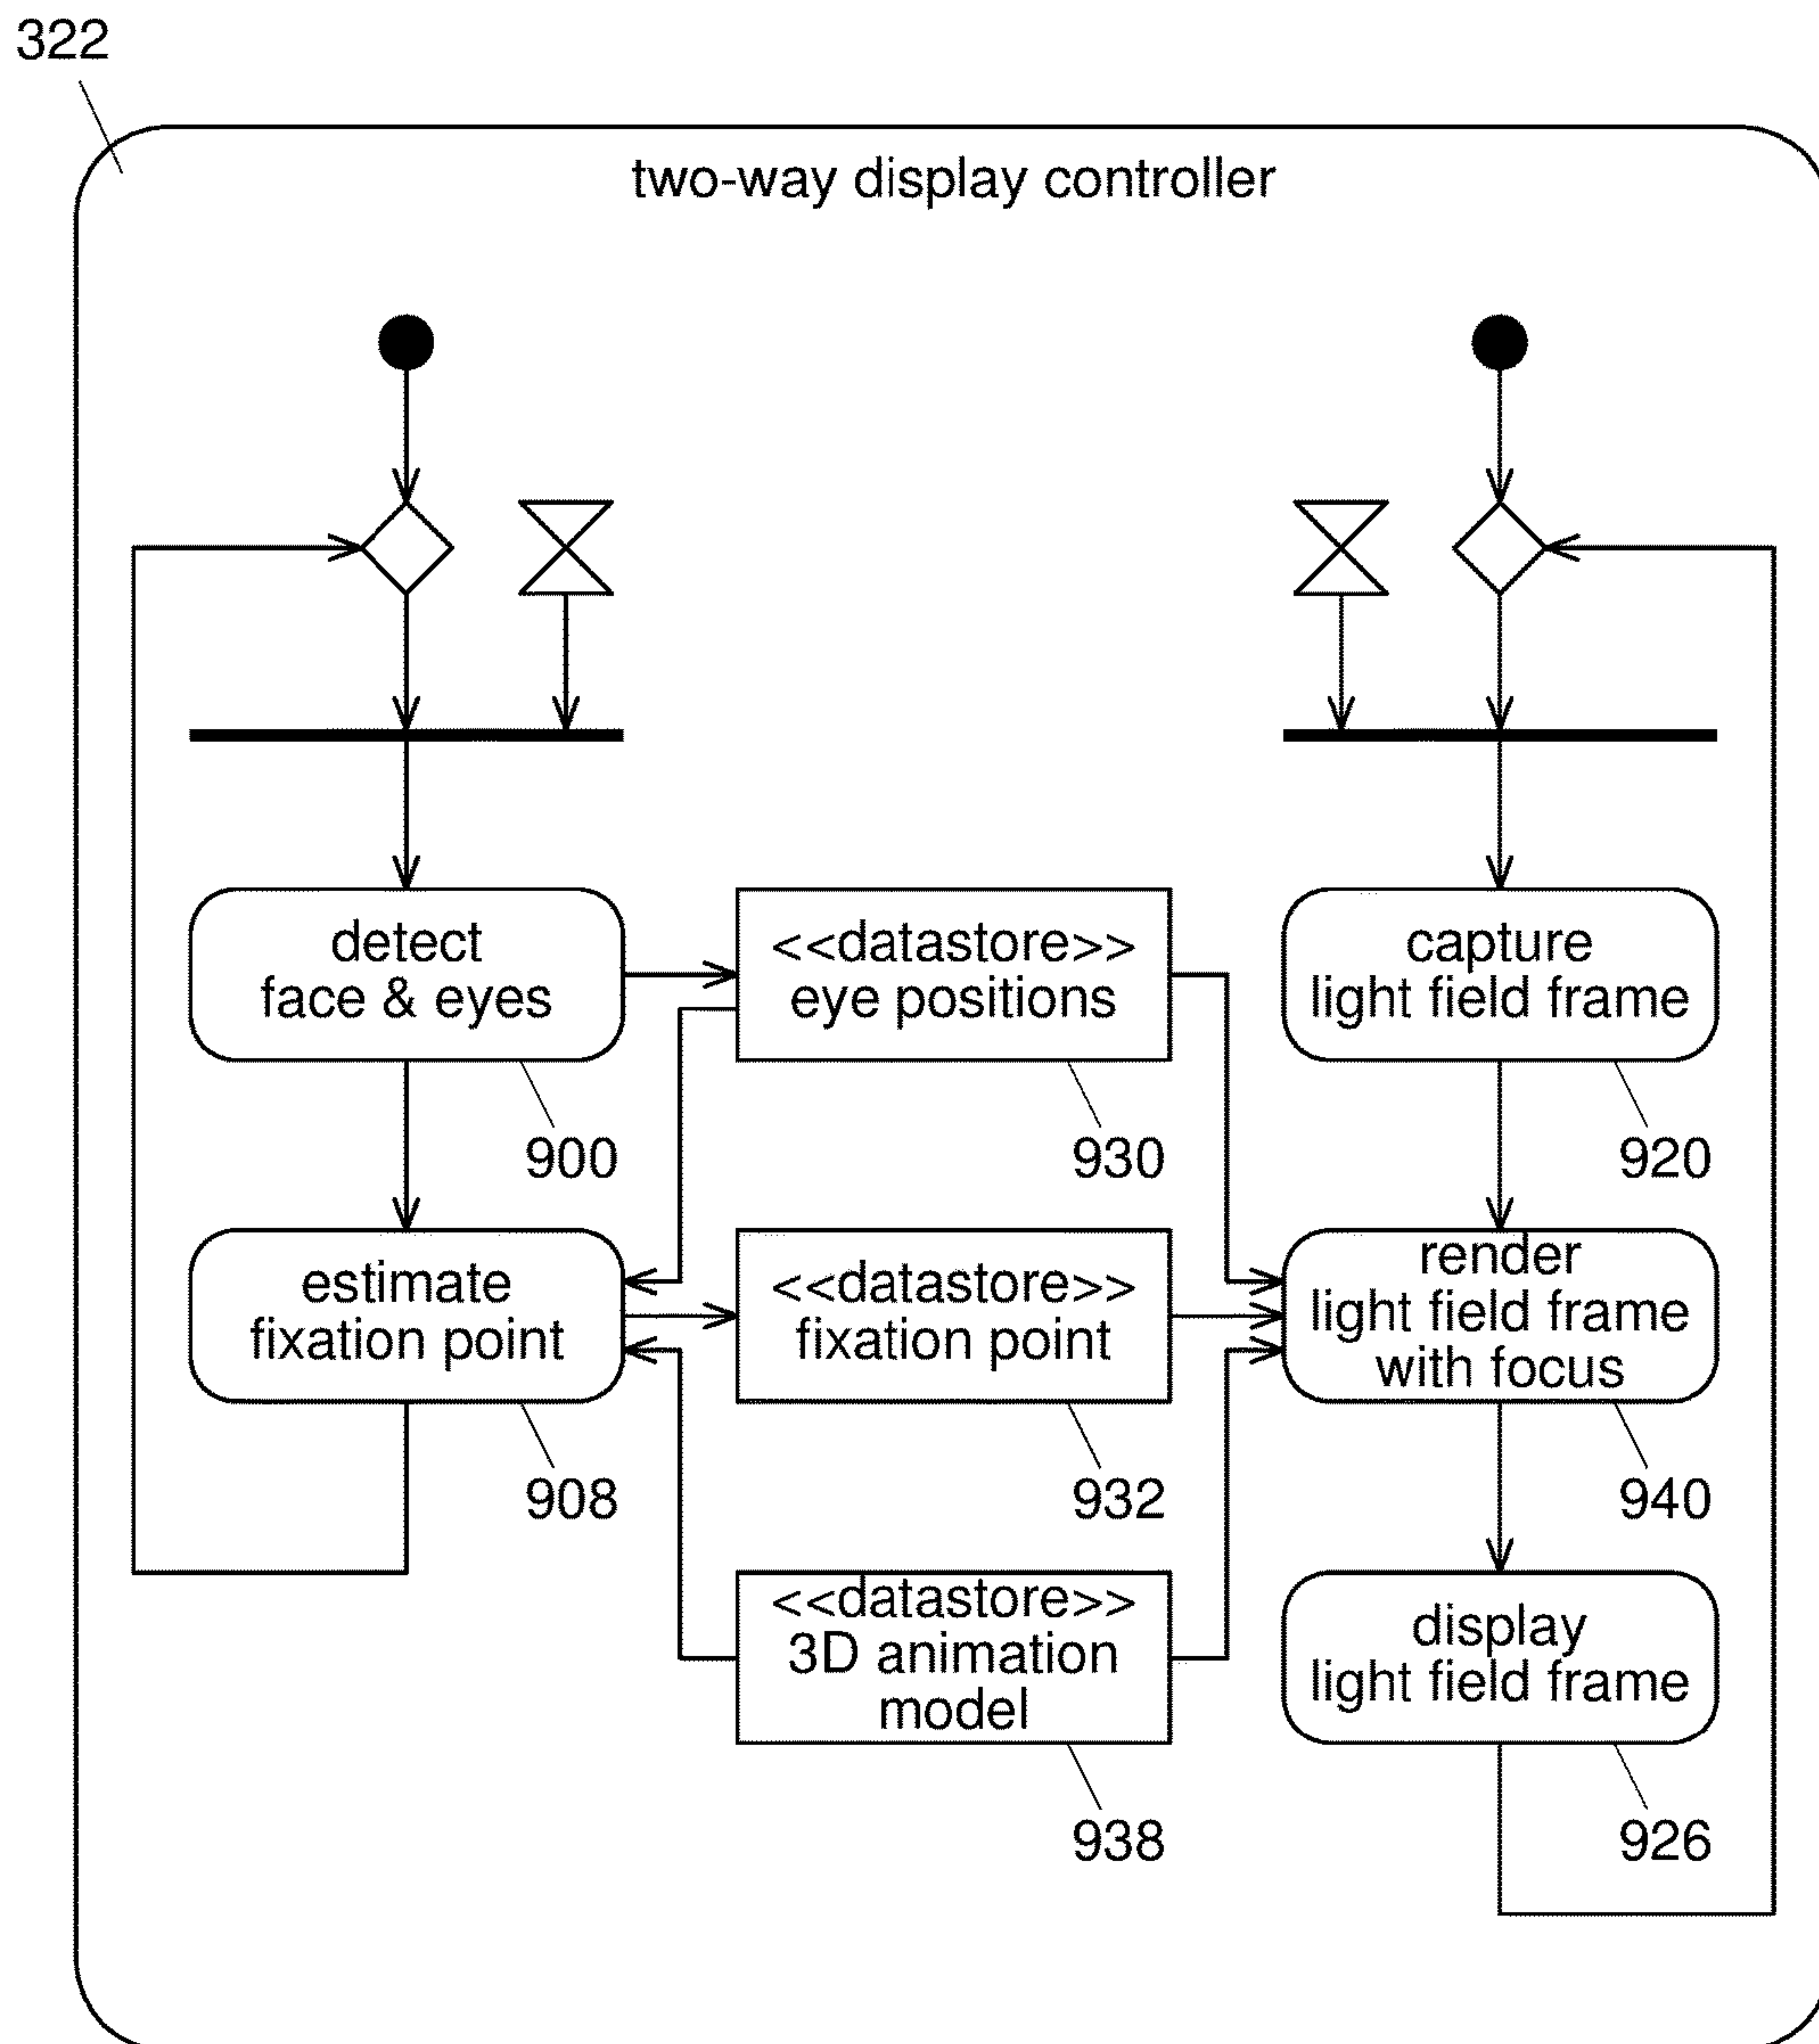 322
two-way display controller
detect
face & eyes
900
<<datastore>>
eye positions
930
capture
light field frame
920
estimate
fixation point
908
<<datastore>>
fixation point
932
render
light field frame
with focus
940
<<datastore>>
3D animation
model
938
display
light field frame
926